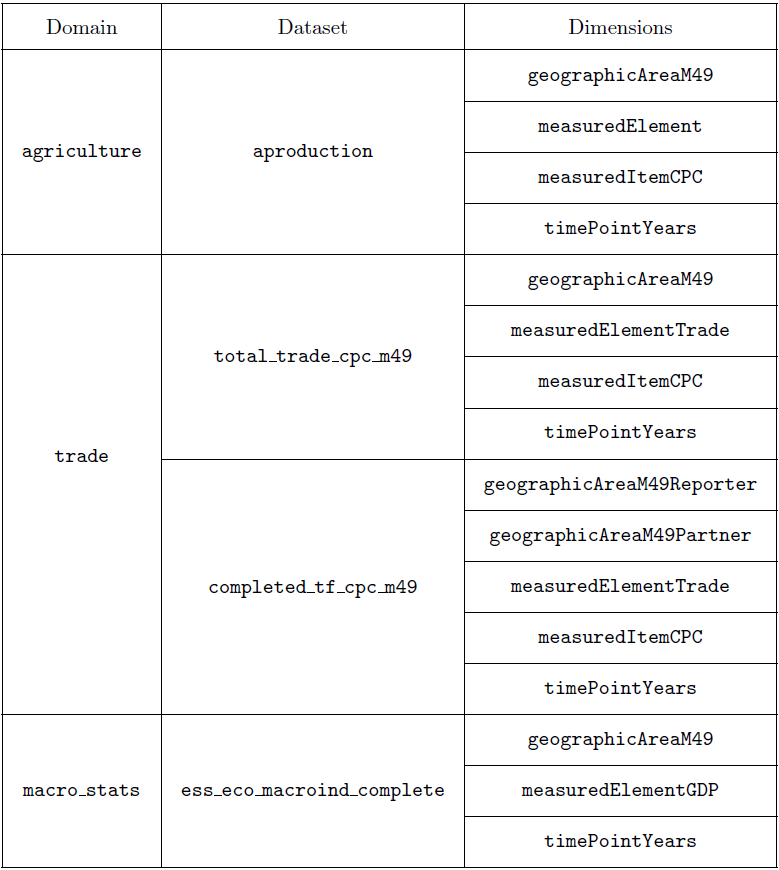 Domain Dataset Dimensions
geographicAreaM49
measuredElement
agriculture aproduction
measuredItemCPC
timePointYears
geographicAreaM49
measuredElementTrade
total_trade_cpc_m49
measuredItemCPC
timePointYears
trade
geographicAreaM49Reporter
geographicAreaM49Partner
completed_tf_cpc_m49
measuredElementTrade
measuredItemCPC
timePointYears
geographicAreaM49
macro_stats ess_eco_macroind_complete measuredElementGDP
timePointYears